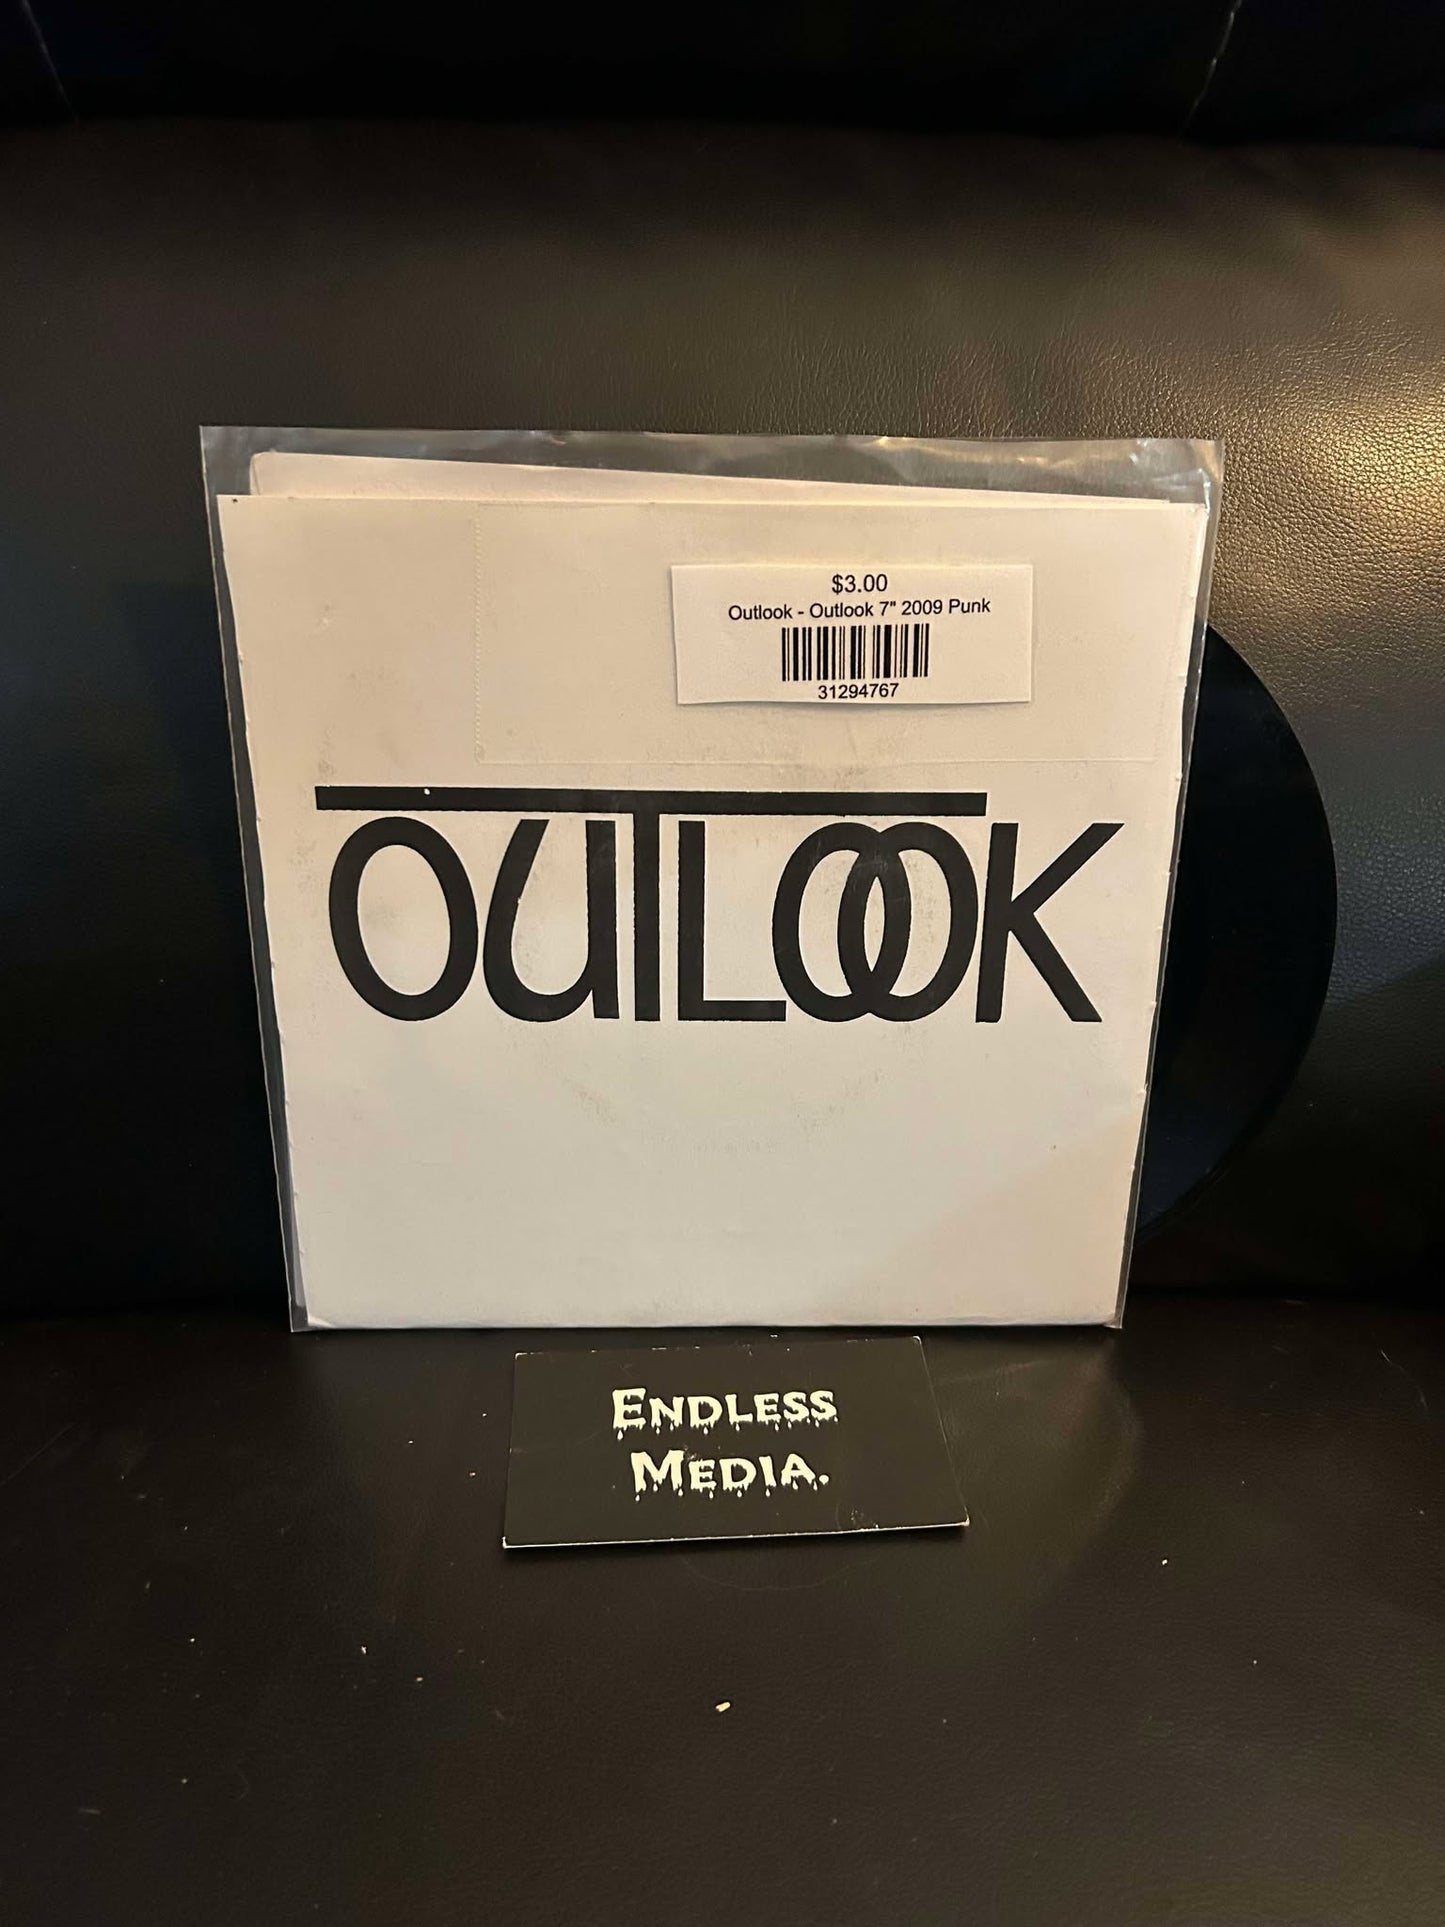 $3.00
Outlook - Outlook 7" 2009 Punk
31294767
OUTLOOK
ENDLESS
MEDIA.